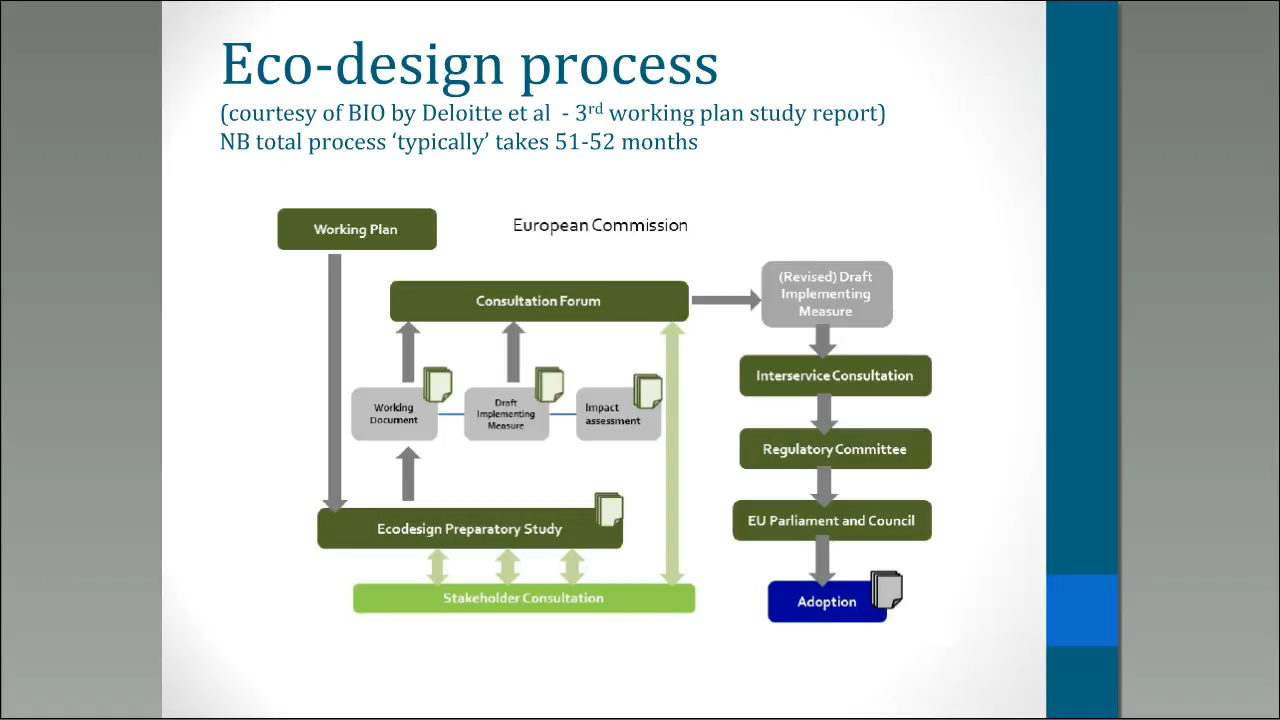 Eco-design process
(courtesy of BIO by Deloitte et al - 3rd working plan study report)
NB total process ‘typically’ takes 51-52 months
Working Plan
European Commission
Consultation Forum
(Revised) Draft
Implementing
Measure
Interservice Consultation
Working
Document
Draft
Implementing
Measure
Impact
assessment
Regulatory Committee
Ecodesign Preparatory Study
EU Parliament and Council
Stakeholder Consultation
Adoption